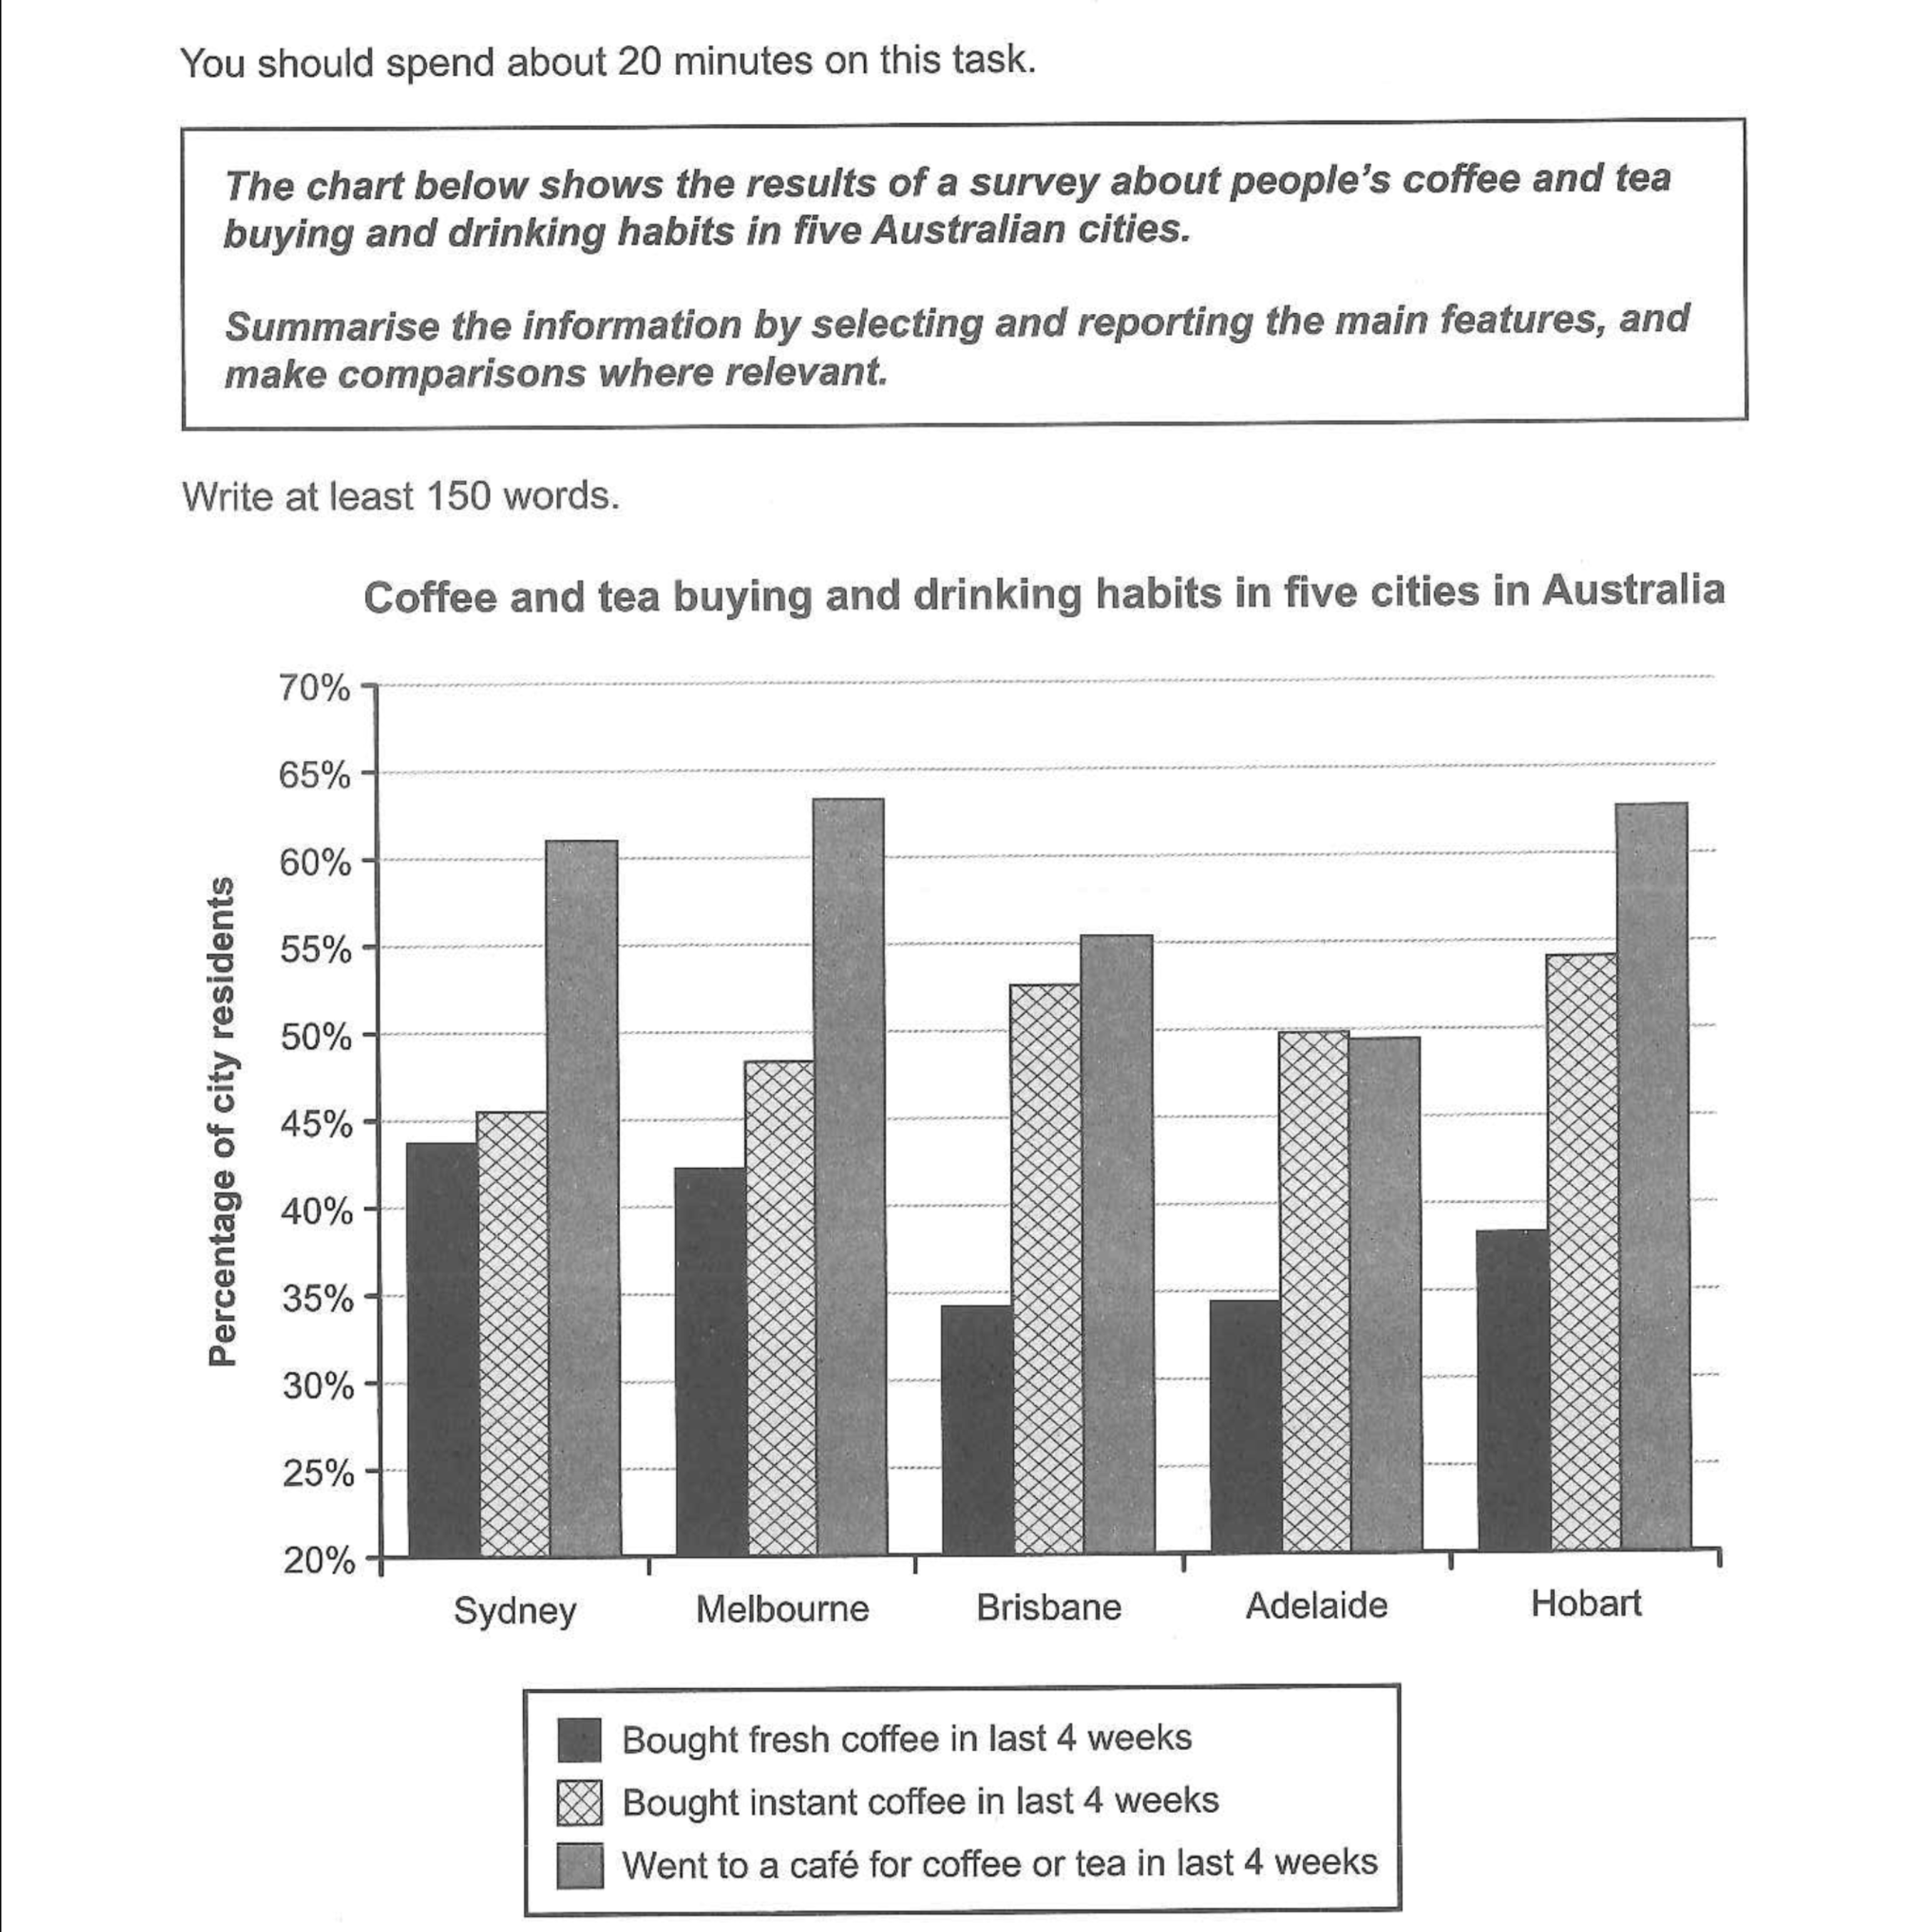 You should spend about 20 minutes on this task.
The chart below shows the results of a survey about people's coffee and tea
buying and drinking habits in five Australian cities.
Summarise the information by selecting and reporting the main features, and
make comparisons where relevant.
Write at least 150 words.
Coffee and tea buying and drinking habits in five cities in Australia
Percentage of city residents
70%
65%
60%
55%
50%
45%
40%
35%
30%
25%
20%
Sydney Melbourne Brisbane Adelaide Hobart
Bought fresh coffee in last 4 weeks
Bought instant coffee in last 4 weeks
Went to a café for coffee or tea in last 4 weeks